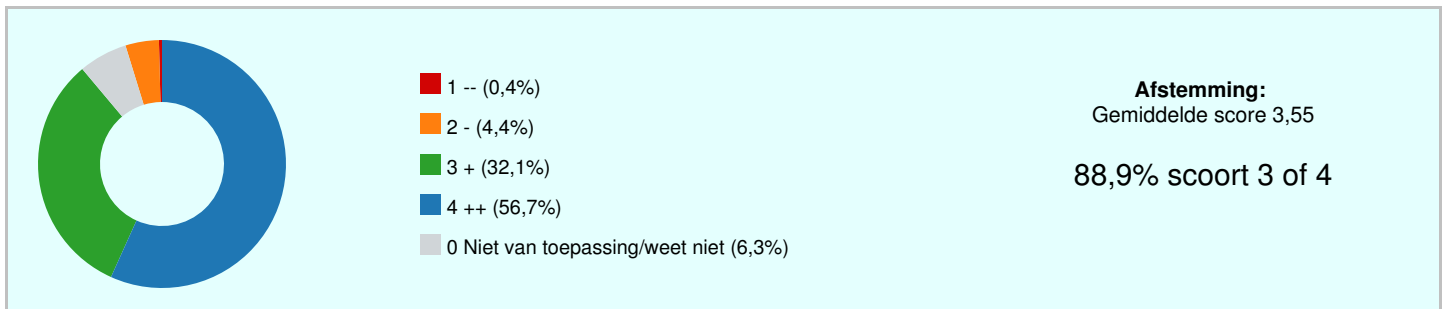 1 -- (0,4%)
2 - (4,4%)
3 + (32,1%)
4 ++ (56,7%)
0 Niet van toepassing/weet niet (6,3%)
Afstemming:
Gemiddelde score 3,55
88,9% scoort 3 of 4